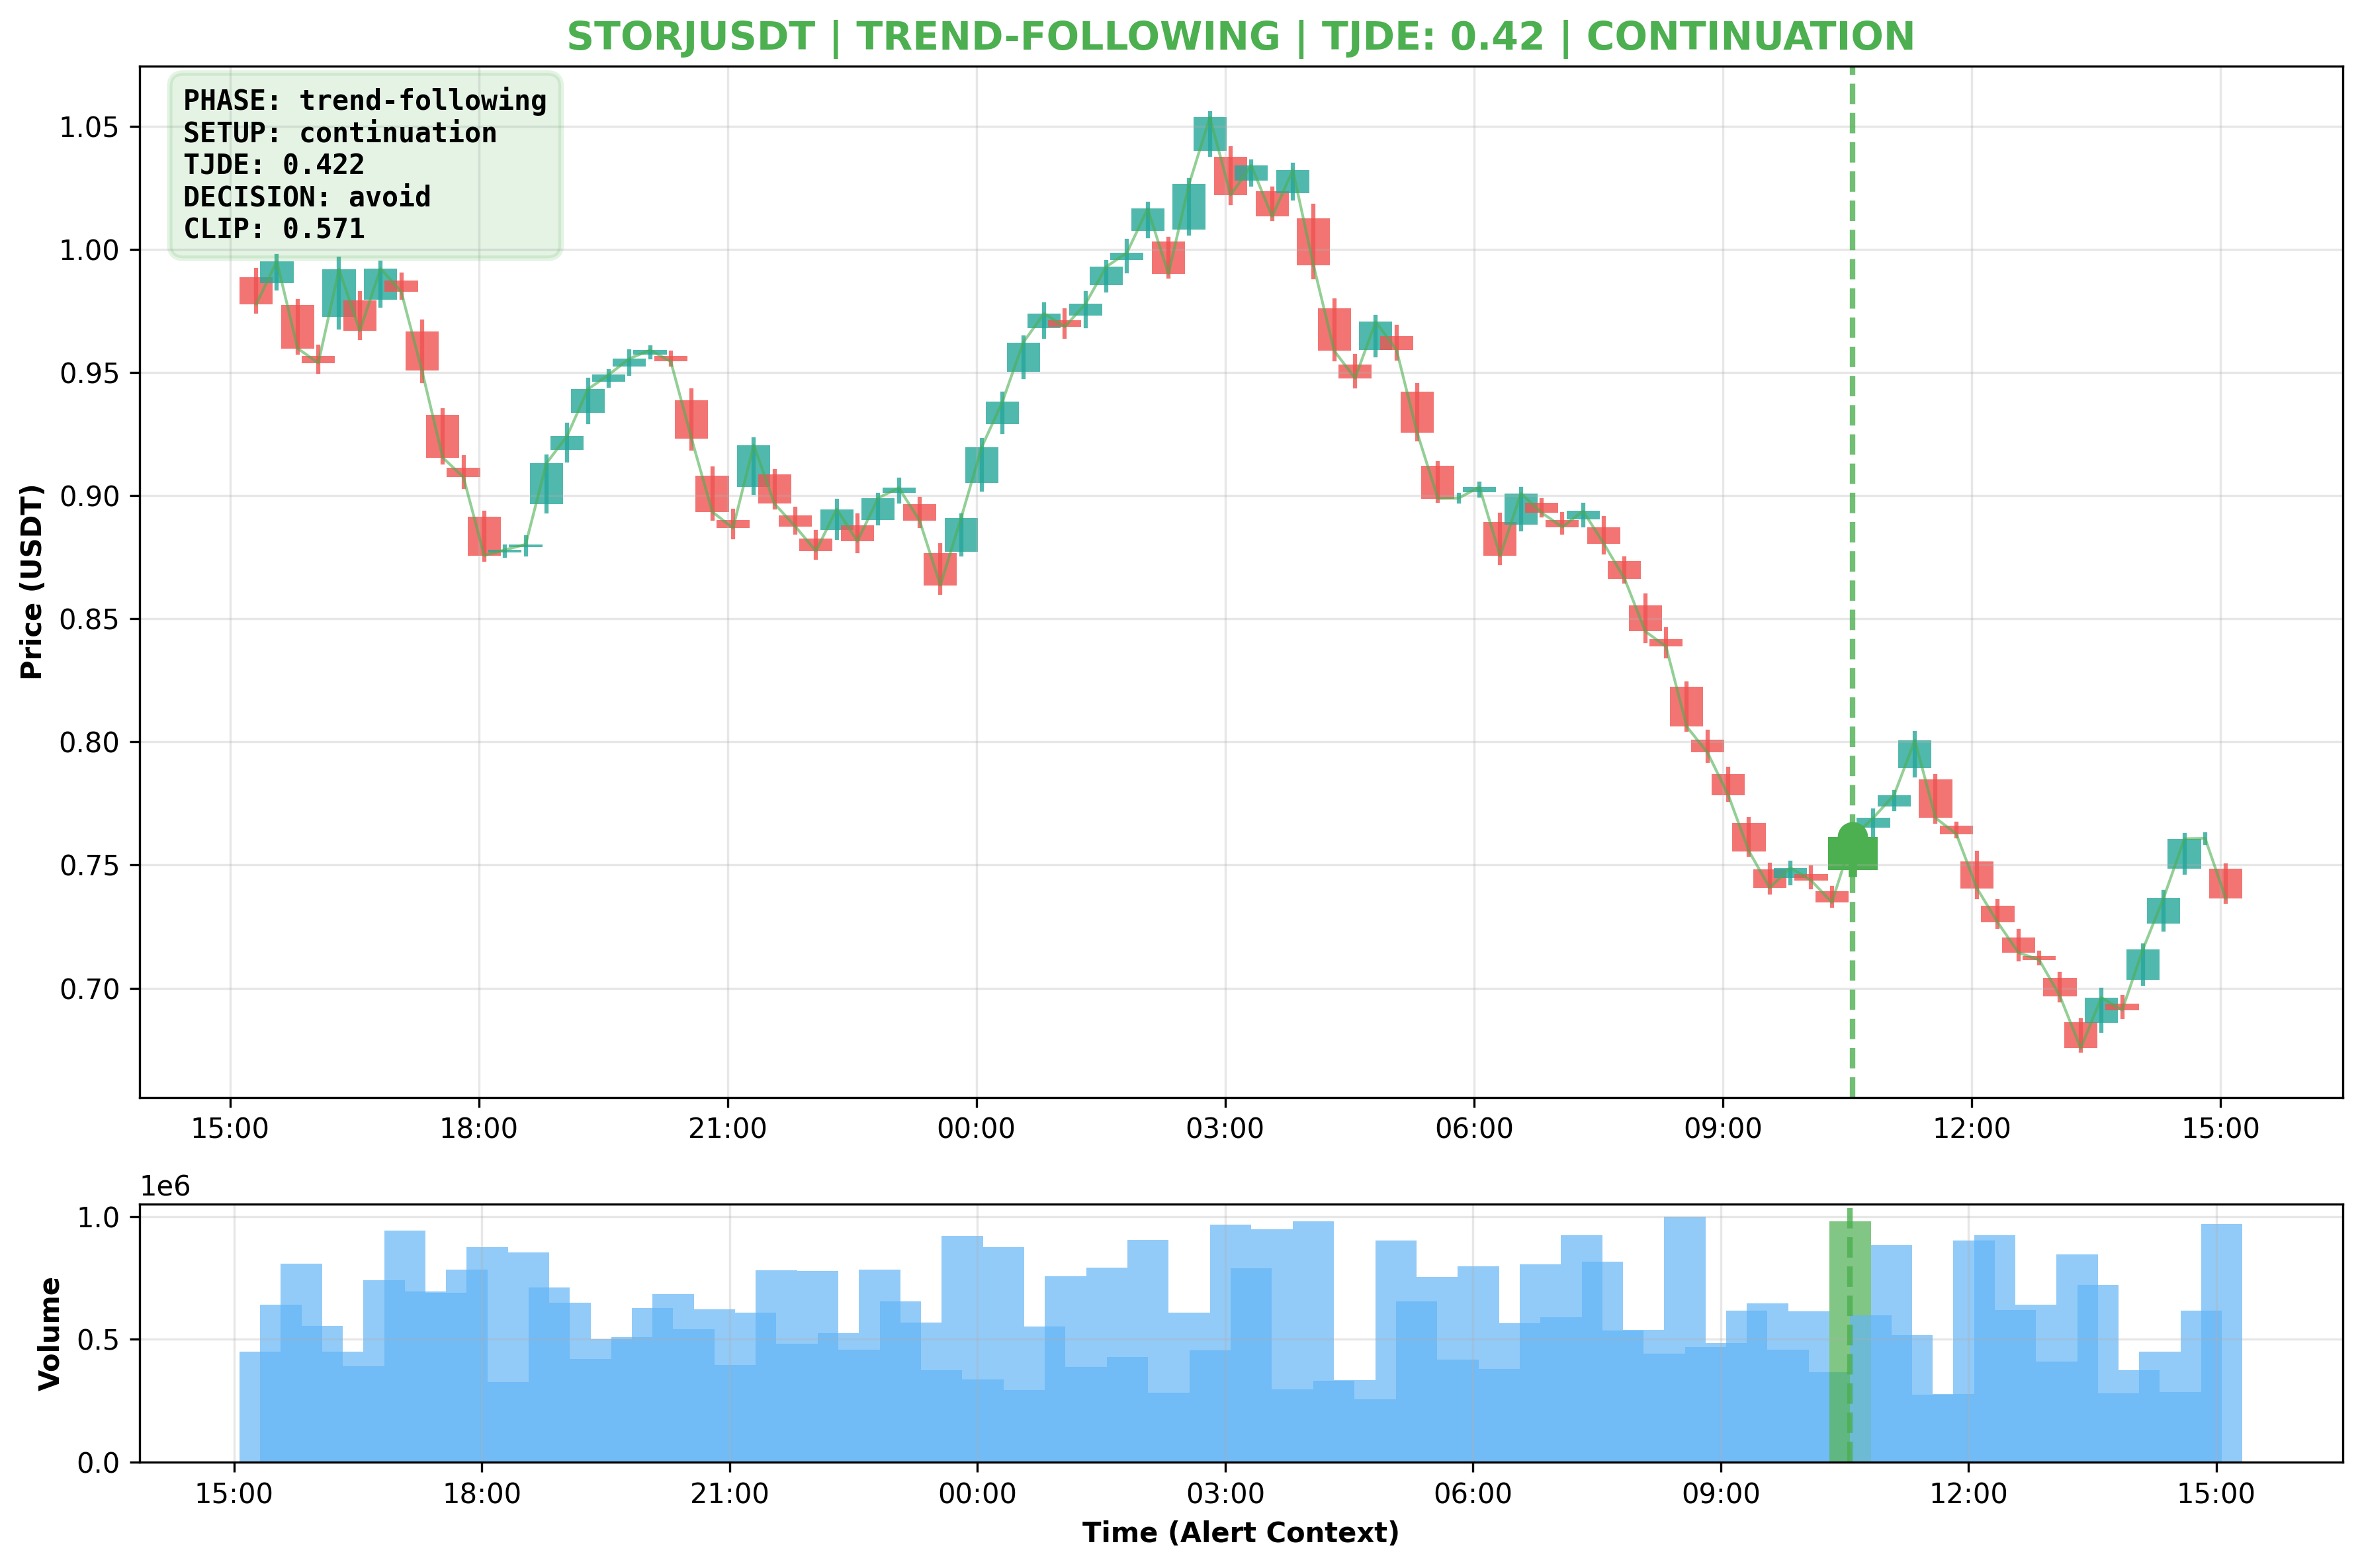 STORJUSDT | TREND-FOLLOWING | TJDE: 0.42 | CONTINUATION
PHASE: trend-following
SETUP: continuation
TJDE: 0.422
DECISION: avoid
CLIP: 0.571
Price (USDT)
1.05
1.00
0.95
0.90
0.85
0.80
0.75
0.70
15:00 18:00 21:00 00:00 03:00 06:00 09:00 12:00 15:00
1e6
Volume
1.0
0.5
0.0
15:00 18:00 21:00 00:00 03:00 06:00 09:00 12:00 15:00
Time (Alert Context)